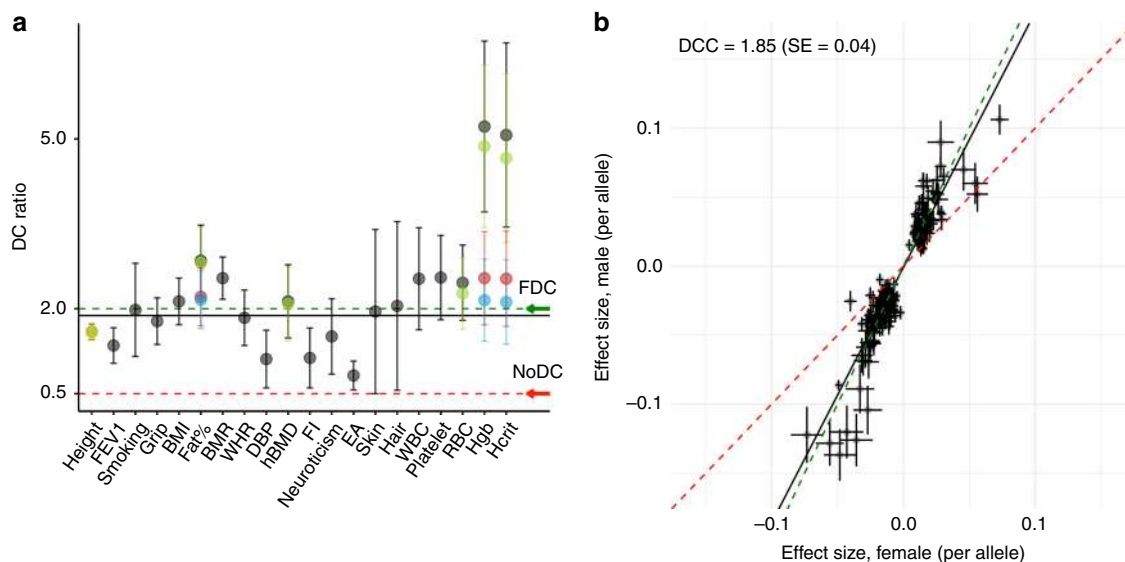 a
DC ratio
5.0
2.0
0.5
FDC
NoDC
Height
FEV1
Smoking
Grip
BMI
Fat%
BMR
WHR
DBP
hBMD
FI
Neuroticism
EA
Skin
Hair
WBC
Platelet
RBC
Hgb
Hcrit
b
DCC = 1.85 (SE = 0.04)
Effect size, male (per allele)
0.1
0.0
−0.1
−0.1
0.0
0.1
Effect size, female (per allele)